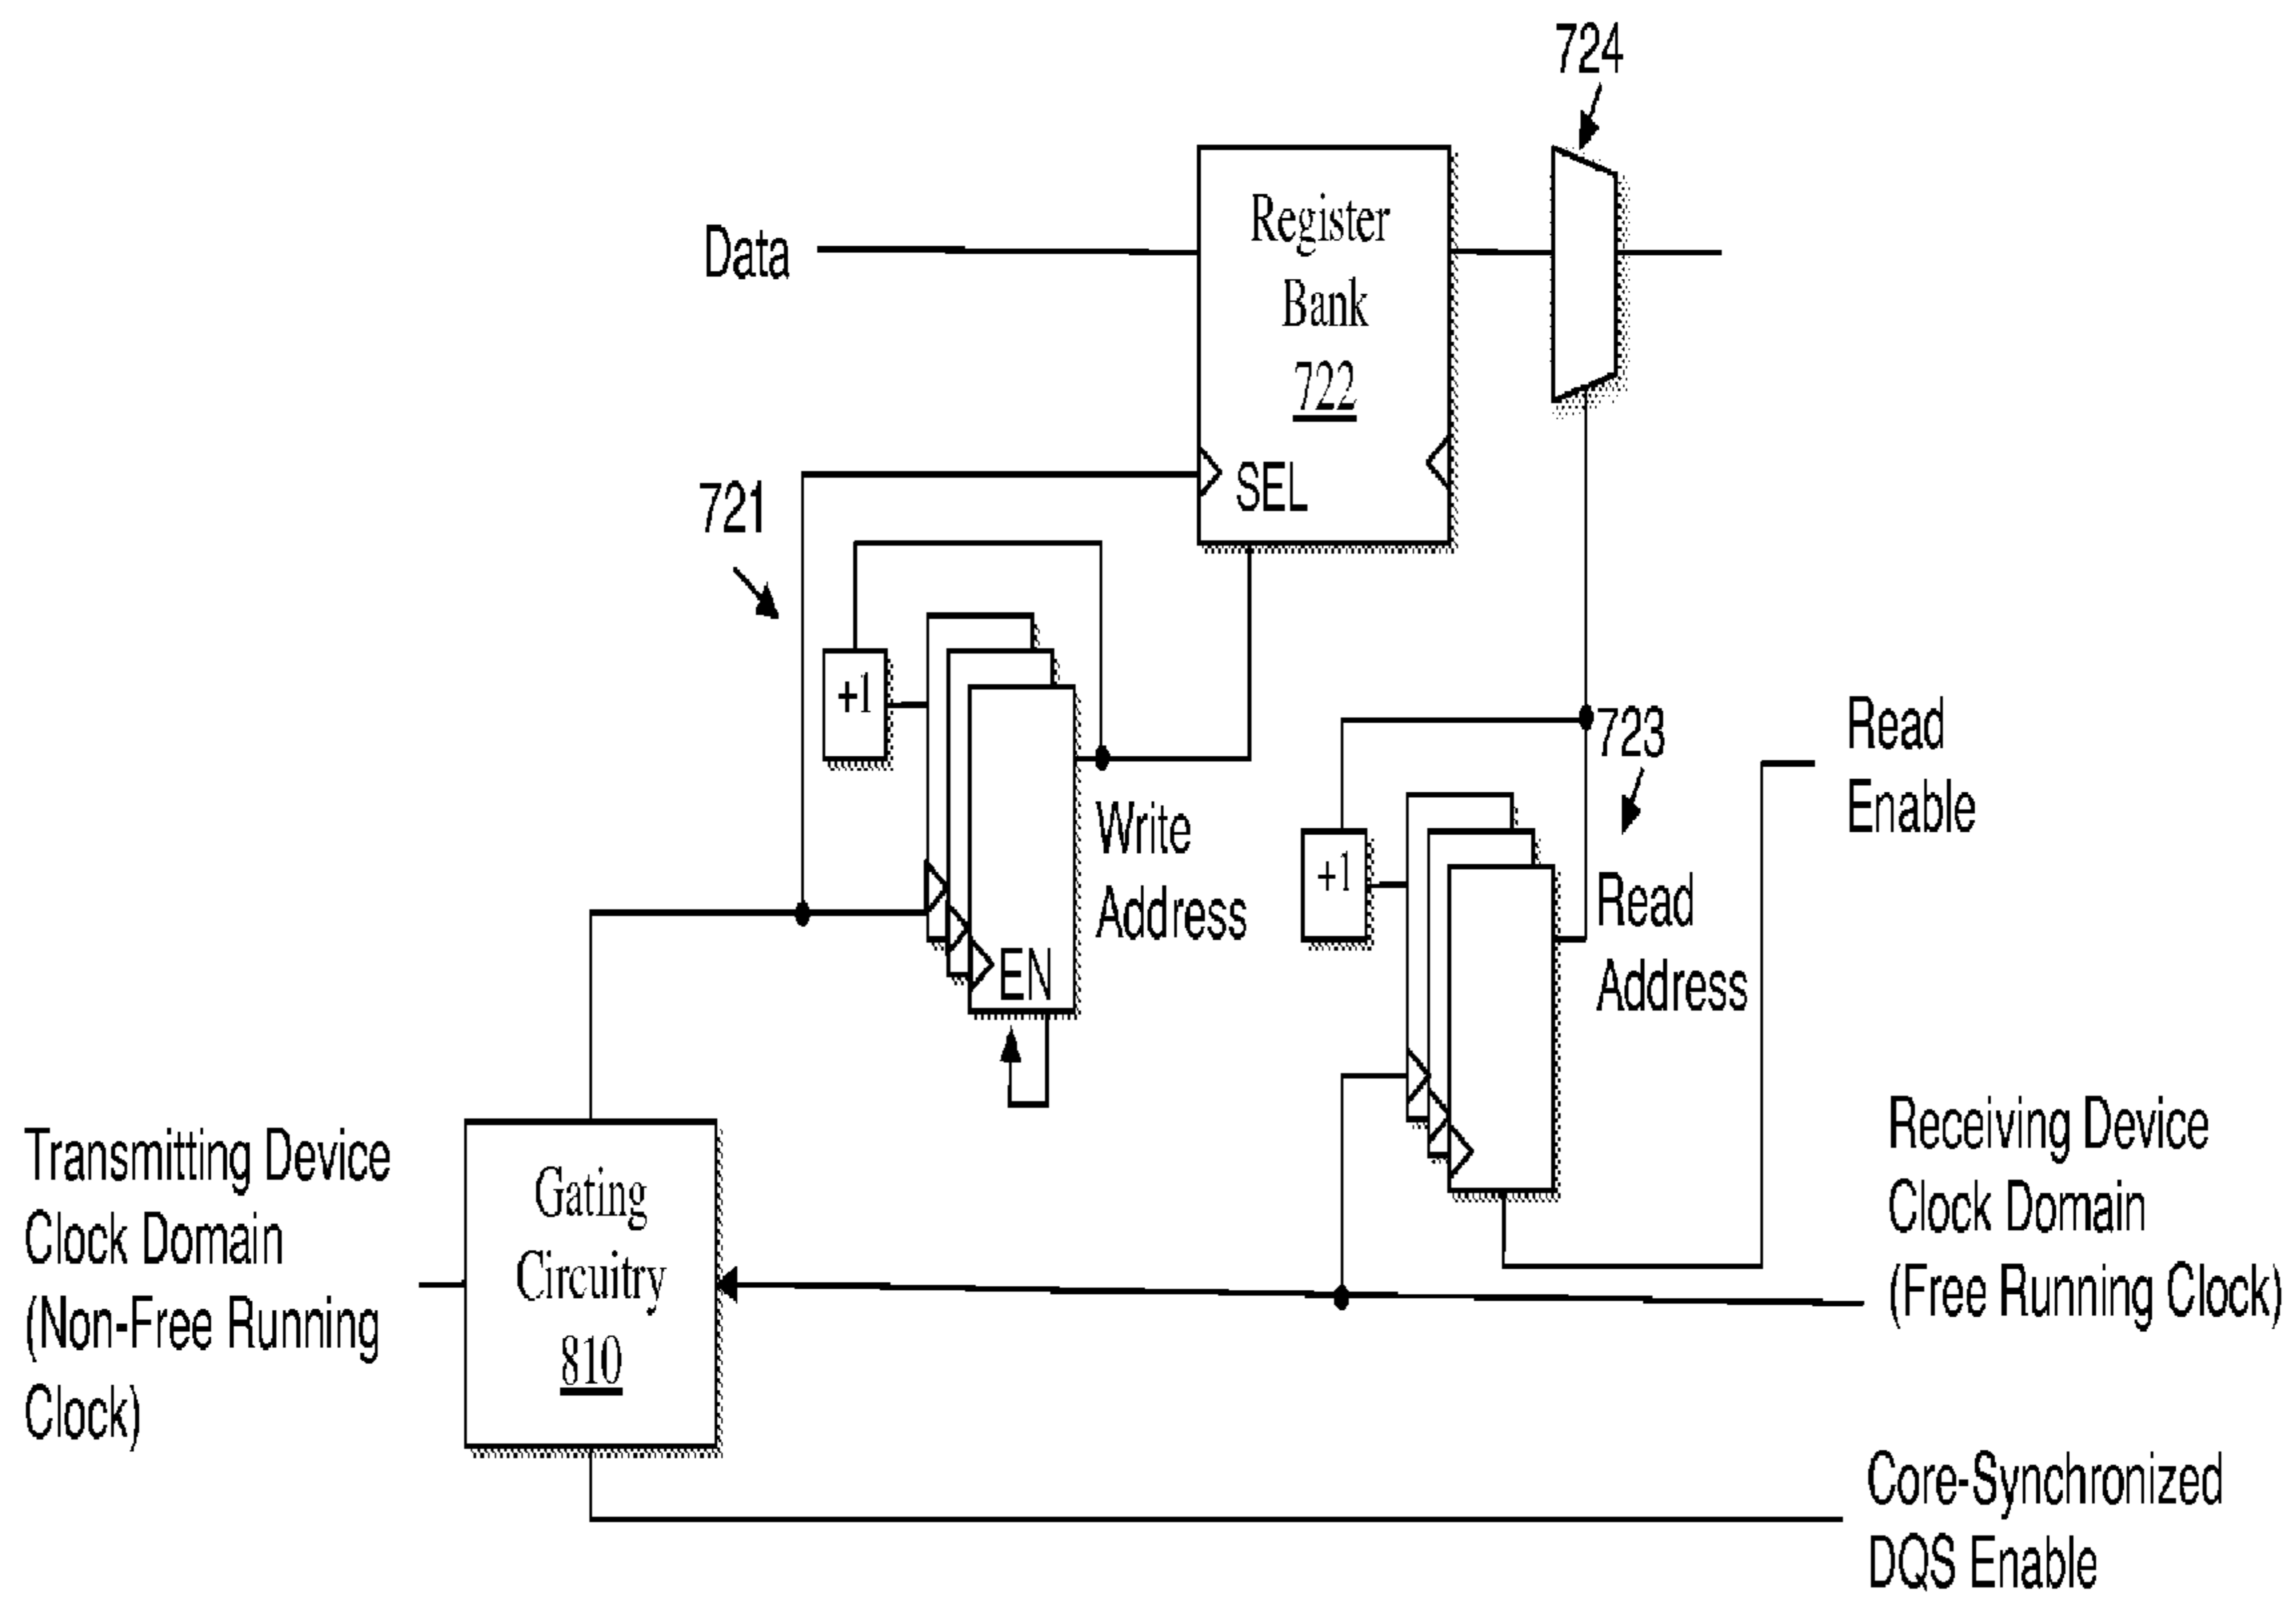 724
Data
Register
Bank
722
SEL
721
+1
Write
Address
EN
723
Read
Enable
+1
Read
Address
Transmitting Device
Clock Domain
(Non-Free Running
Clock)
Gating
Circuitry
810
Receiving Device
Clock Domain
(Free Running Clock)
Core-Synchronized
DQS Enable